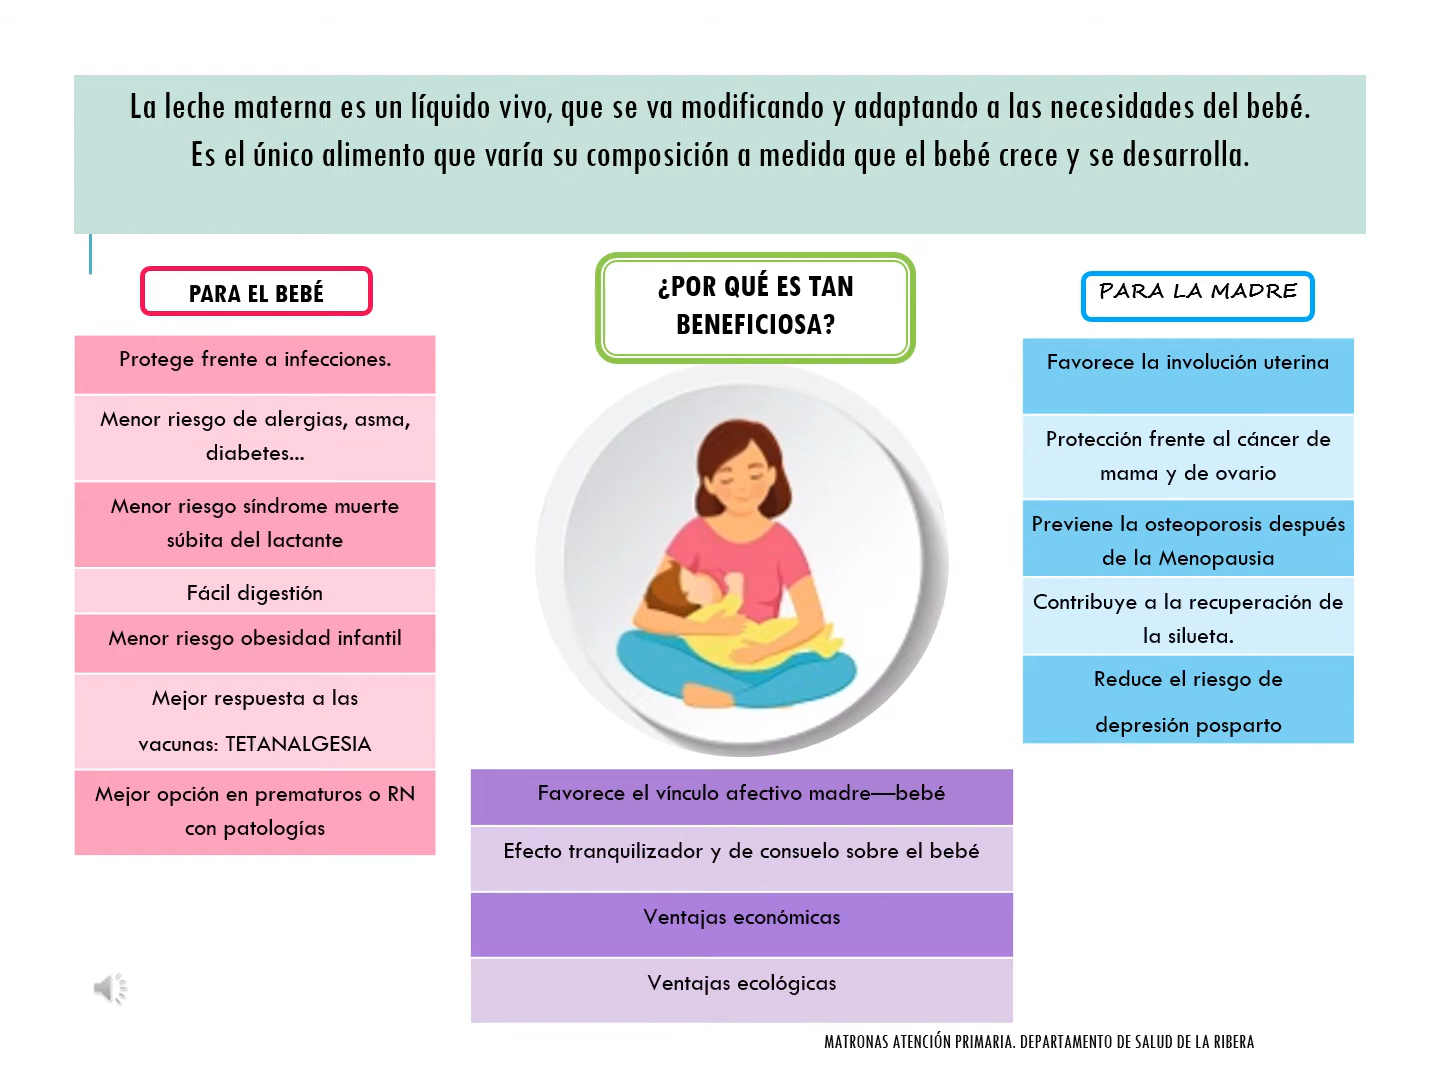 La leche materna es un líquido vivo, que se va modificando y adaptando a las necesidades del bebé.
Es el único alimento que varía su composición a medida que el bebé crece y se desarrolla.
PARA EL BEBÉ
Protege frente a infecciones.
Menor riesgo de alergias, asma,
diabetes...
Menor riesgo síndrome muerte
súbita del lactante
Fácil digestión
Menor riesgo obesidad infantil
Mejor respuesta a las
vacunas: TETANALGESIA
Mejor opción en prematuros o RN
con patologías
¿POR QUÉ ES TAN
BENEFICIOSA?
Favorece el vínculo afectivo madre—bebé
Efecto tranquilizador y de consuelo sobre el bebé
Ventajas económicas
Ventajas ecológicas
PARA LA MADRE
Favorece la involución uterina
Protección frente al cáncer de
mama y de ovario
Previene la osteoporosis después
de la Menopausia
Contribuye a la recuperación de
la silueta.
Reduce el riesgo de
depresión posparto
MATRONAS ATENCIÓN PRIMARIA. DEPARTAMENTO DE SALUD DE LA RIBERA